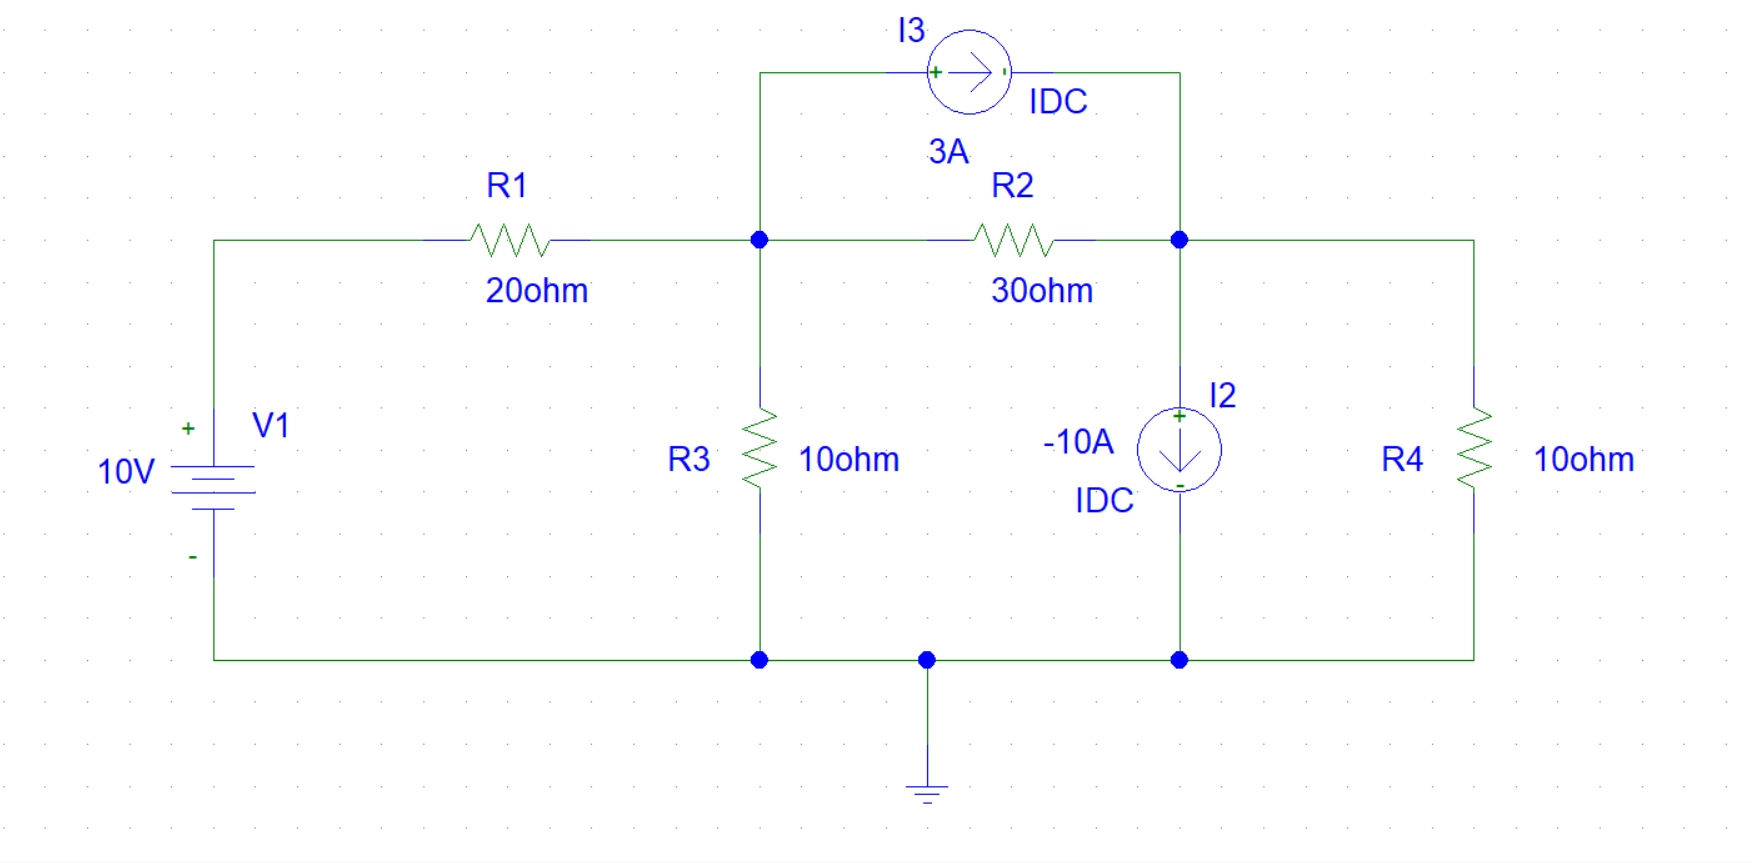 I3
+ -
IDC
3A
R1
R2
20ohm
30ohm
I2
+
V1
+
-10A
10V
R3
10ohm
R4
10ohm
-
IDC
-